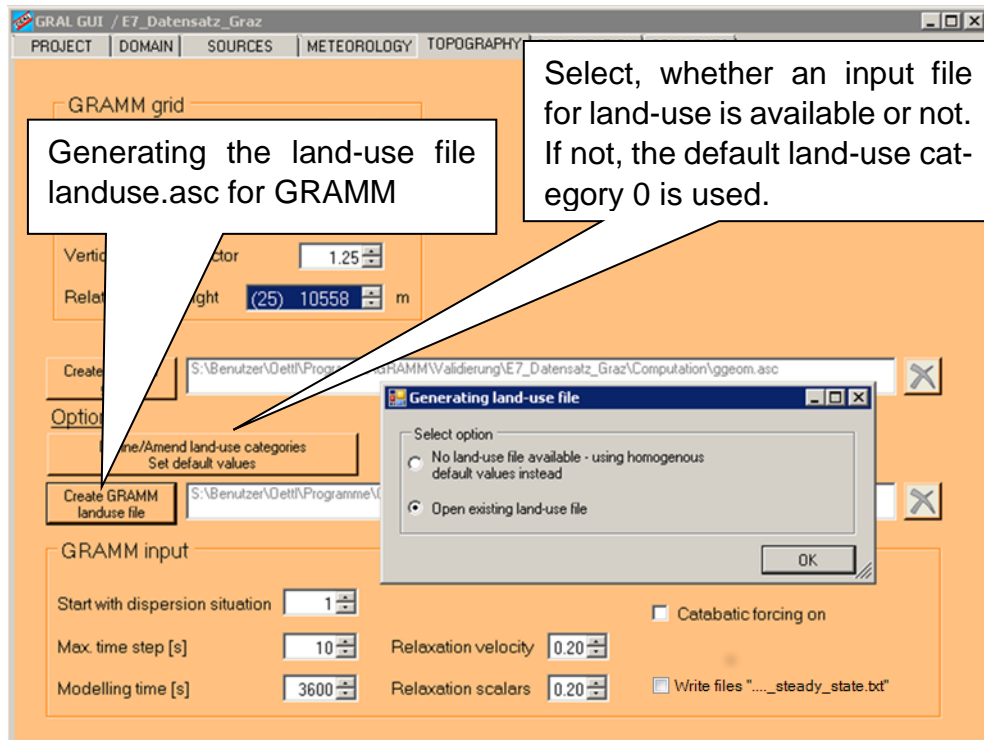 GRAL GUI / E7_Datensatz_Graz
PROJECT DOMAIN SOURCES METEOROLOGY TOPOGRAPHY
Select, whether an input file
for land-use is available or not.
If not, the default land-use cat-
egory 0 is used.
GRAMM grid
Generating the land-use file
landuse.asc for GRAMM
1.25
(25) 10558 m
Create
S:\Benutzer\Oettl\Programme\GRAMM\Validierung\E7_Datensatz_Graz\Computation\ggeom.asc
Generating land-use file
Select option
No land-use file available - using homogenous
default values instead
Open existing land-use file
OK
/Amend land-use categories
Set default values
Create GRAMM
landuse file
S:\Benutzer\Oettl\Programme\
GRAMM input
Start with dispersion situation 1
Catabatic forcing on
Max. time step [s] 10 Relaxation velocity 0.20
Modelling time [s] 3600 Relaxation scalars 0.20
Write files "...._steady_state.txt"